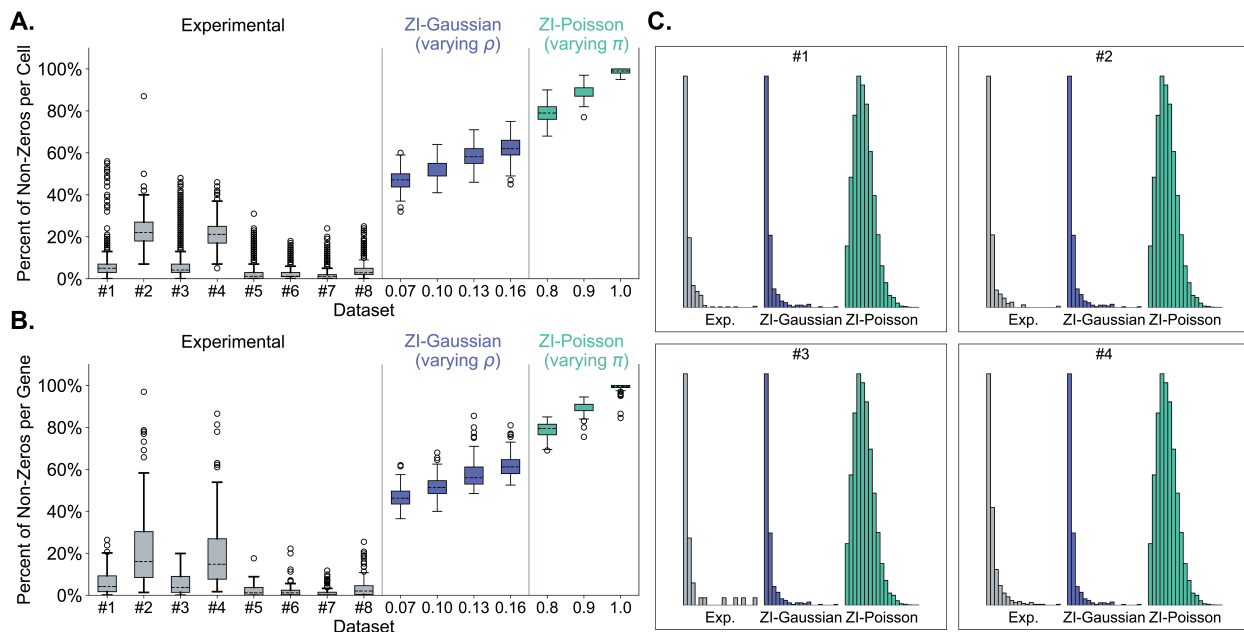 A.
Experimental
ZI-Gaussian
(varying ρ)
ZI-Poisson
(varying π)
Percent of Non-Zeros per Cell
100%
80%
60%
40%
20%
0%
#1 #2 #3 #4 #5 #6 #7 #8 0.07 0.10 0.13 0.16 0.8 0.9 1.0
Dataset
B.
Experimental
ZI-Gaussian
(varying ρ)
ZI-Poisson
(varying π)
Percent of Non-Zeros per Gene
100%
80%
60%
40%
20%
0%
#1 #2 #3 #4 #5 #6 #7 #8 0.07 0.10 0.13 0.16 0.8 0.9 1.0
Dataset
C.
#1
Exp. ZI-Gaussian ZI-Poisson
#2
Exp. ZI-Gaussian ZI-Poisson
#3
Exp. ZI-Gaussian ZI-Poisson
#4
Exp. ZI-Gaussian ZI-Poisson